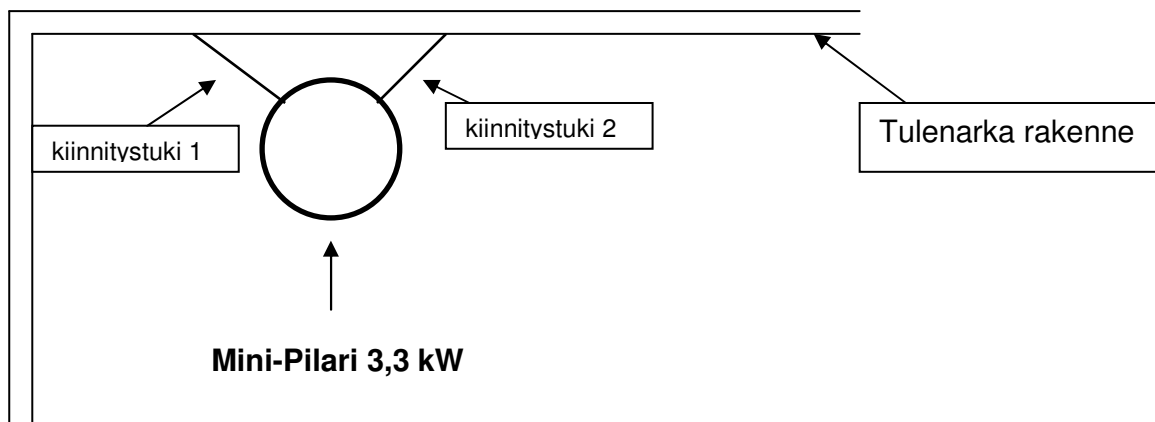 kiinnitystuki 1
kiinnitystuki 2
Tulenarka rakenne
Mini-Pilari 3,3 kW